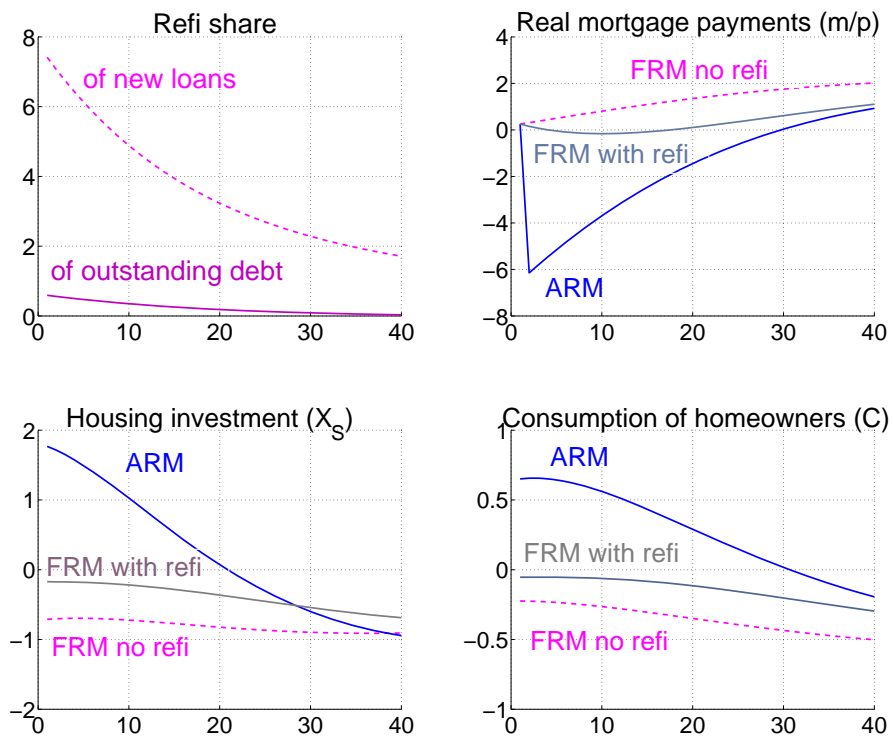 Refi share
8
6
4
2
0
of new loans
of outstanding debt
0
10
20
30
40
Real mortgage payments (m/p)
4
2
0
−2
−4
−6
−8
FRM no refi
FRM with refi
ARM
0
10
20
30
40
Housing investment (X_S)
2
1
0
−1
−2
ARM
FRM with refi
FRM no refi
0
10
20
30
40
Consumption of homeowners (C)
1
0.5
0
−0.5
−1
ARM
FRM with refi
FRM no refi
0
10
20
30
40